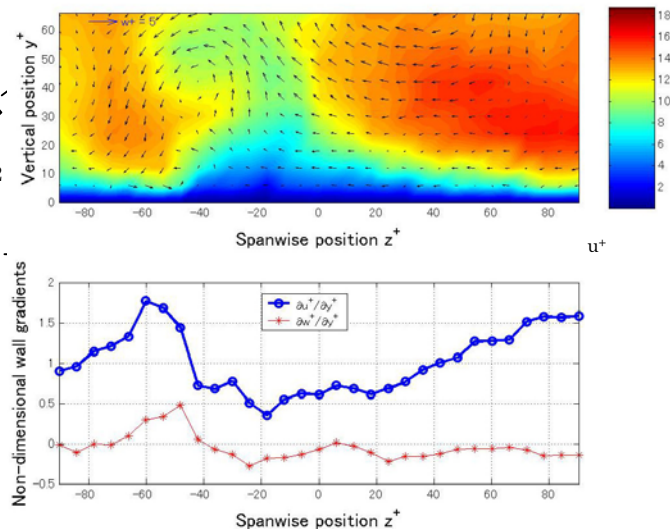 w+ = 5
Vertical position y+
60
50
40
30
20
10
0
-80 -60 -40 -20 0 20 40 60 80
Spanwise position z+
18
16
14
12
10
8
6
4
2
u+
Non-dimensional wall gradients
2
1.5
1
0.5
0
-0.5
∂u+/∂y+
∂w+/∂y+
-80 -60 -40 -20 0 20 40 60 80
Spanwise position z+